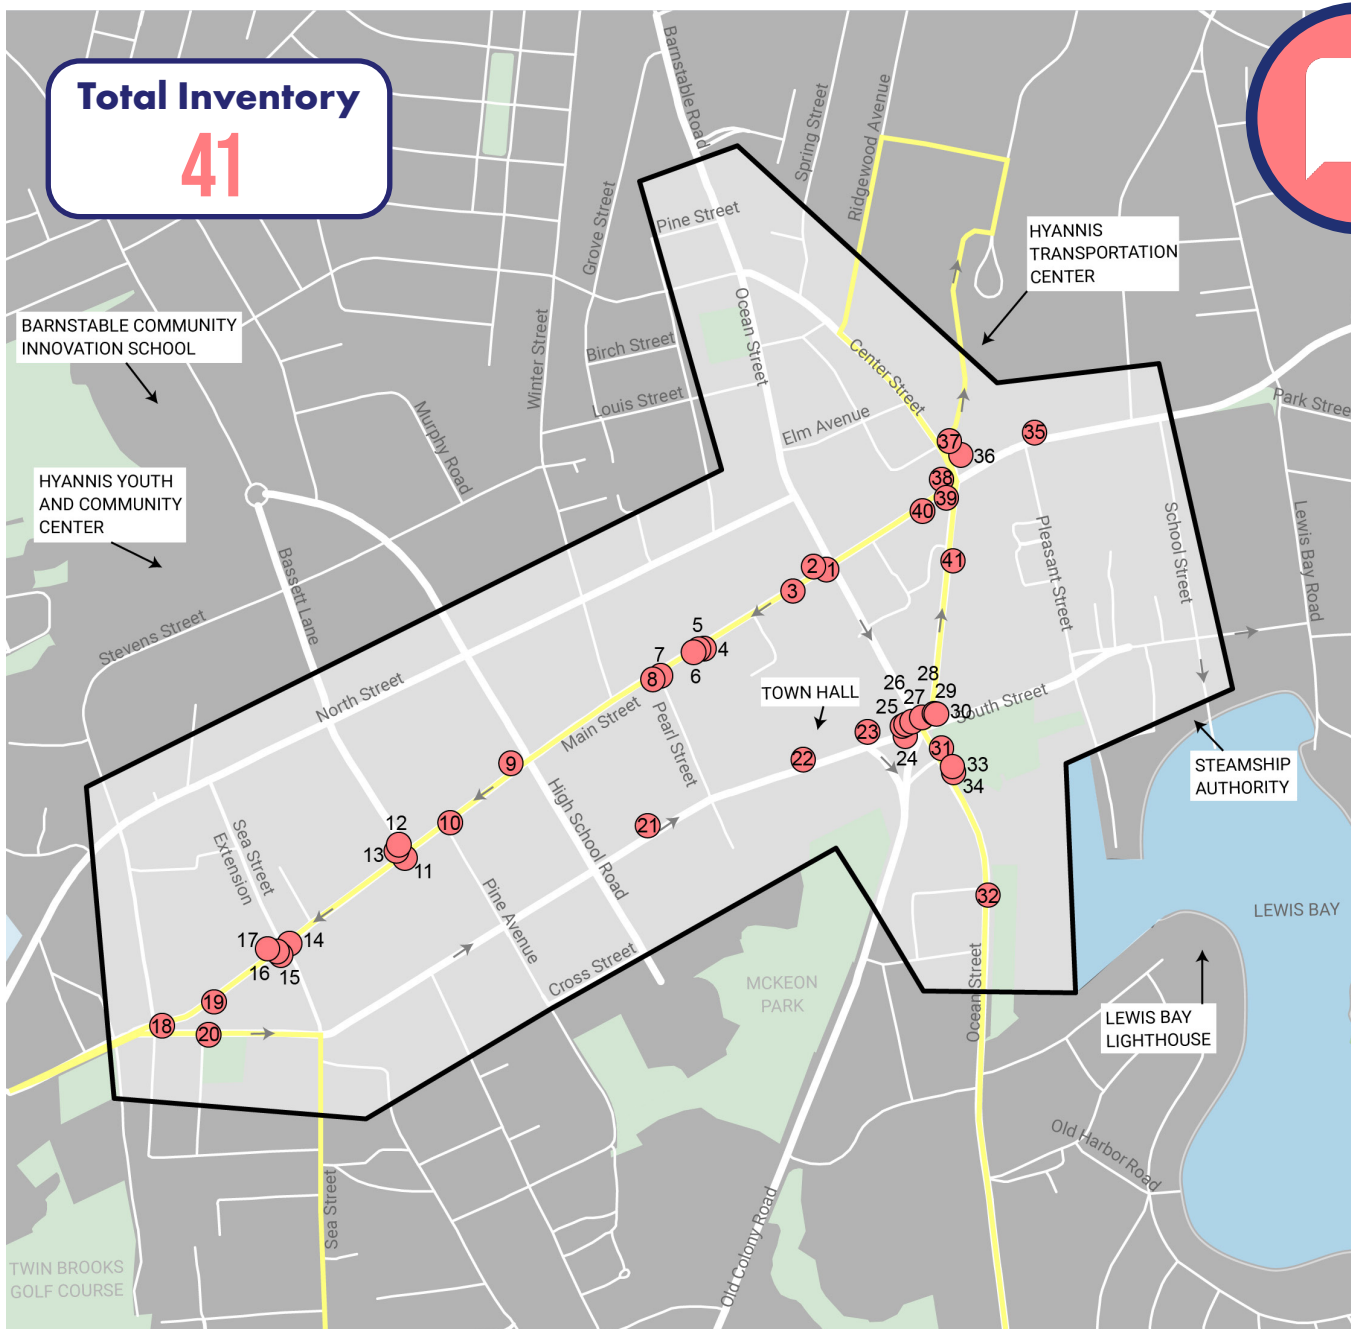 Total Inventory
41
Barnstable Road
Spring Street
Ridgewood Avenue
Grove Street
Pine Street
HYANNIS
TRANSPORTATION
CENTER
BARNSTABLE COMMUNITY
INNOVATION SCHOOL
Ocean Street
Winter Street
Birch Street
Center Street
Louis Street
Park Stree
Murphy Road
Elm Avenue
35
37
36
38
39
40
HYANNIS YOUTH
AND COMMUNITY
CENTER
Pleasant Street
School Street
Lewis Bay Road
Bassett Lane
41
2
1
3
Stevens Street
5
4
6
7
8
North Street
Main Street
Pearl Street
TOWN HALL
26
28
25
27
29
30
South Street
23
24
22
31
33
34
STEAMSHIP
AUTHORITY
9
10
21
12
13
11
High School Road
Sea Street
Extension
Pine Avenue
32
LEWIS BAY
17
14
16
15
Cross Street
MCKEON
PARK
Ocean Street
19
18
20
LEWIS BAY
LIGHTHOUSE
Old Harbor Road
Sea Street
Old Colony Road
TWIN BROOKS
GOLF COURSE